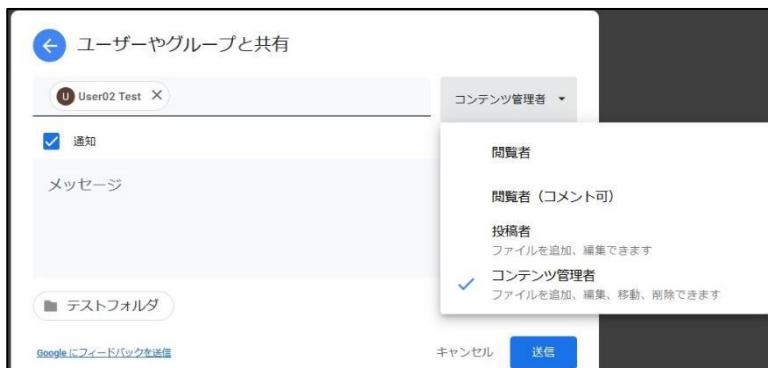 ユーザーやグループと共有
U User02 Test ×
コンテンツ管理者
通知
メッセージ
閲覧者
閲覧者（コメント可）
投稿者
ファイルを追加、編集できます
コンテンツ管理者
ファイルを追加、編集、移動、削除できます
テストフォルダ
Google にフィードバックを送信
キャンセル
送信